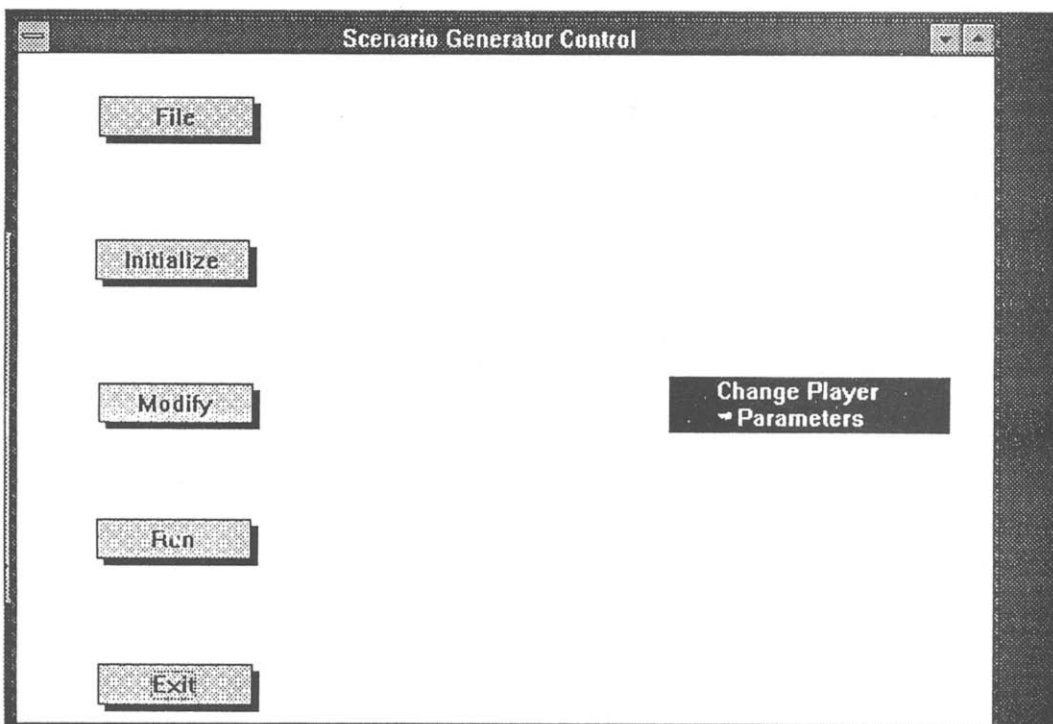 Scenario Generator Control
File
Initialize
Modify
Change Player
Parameters
Run
Exit